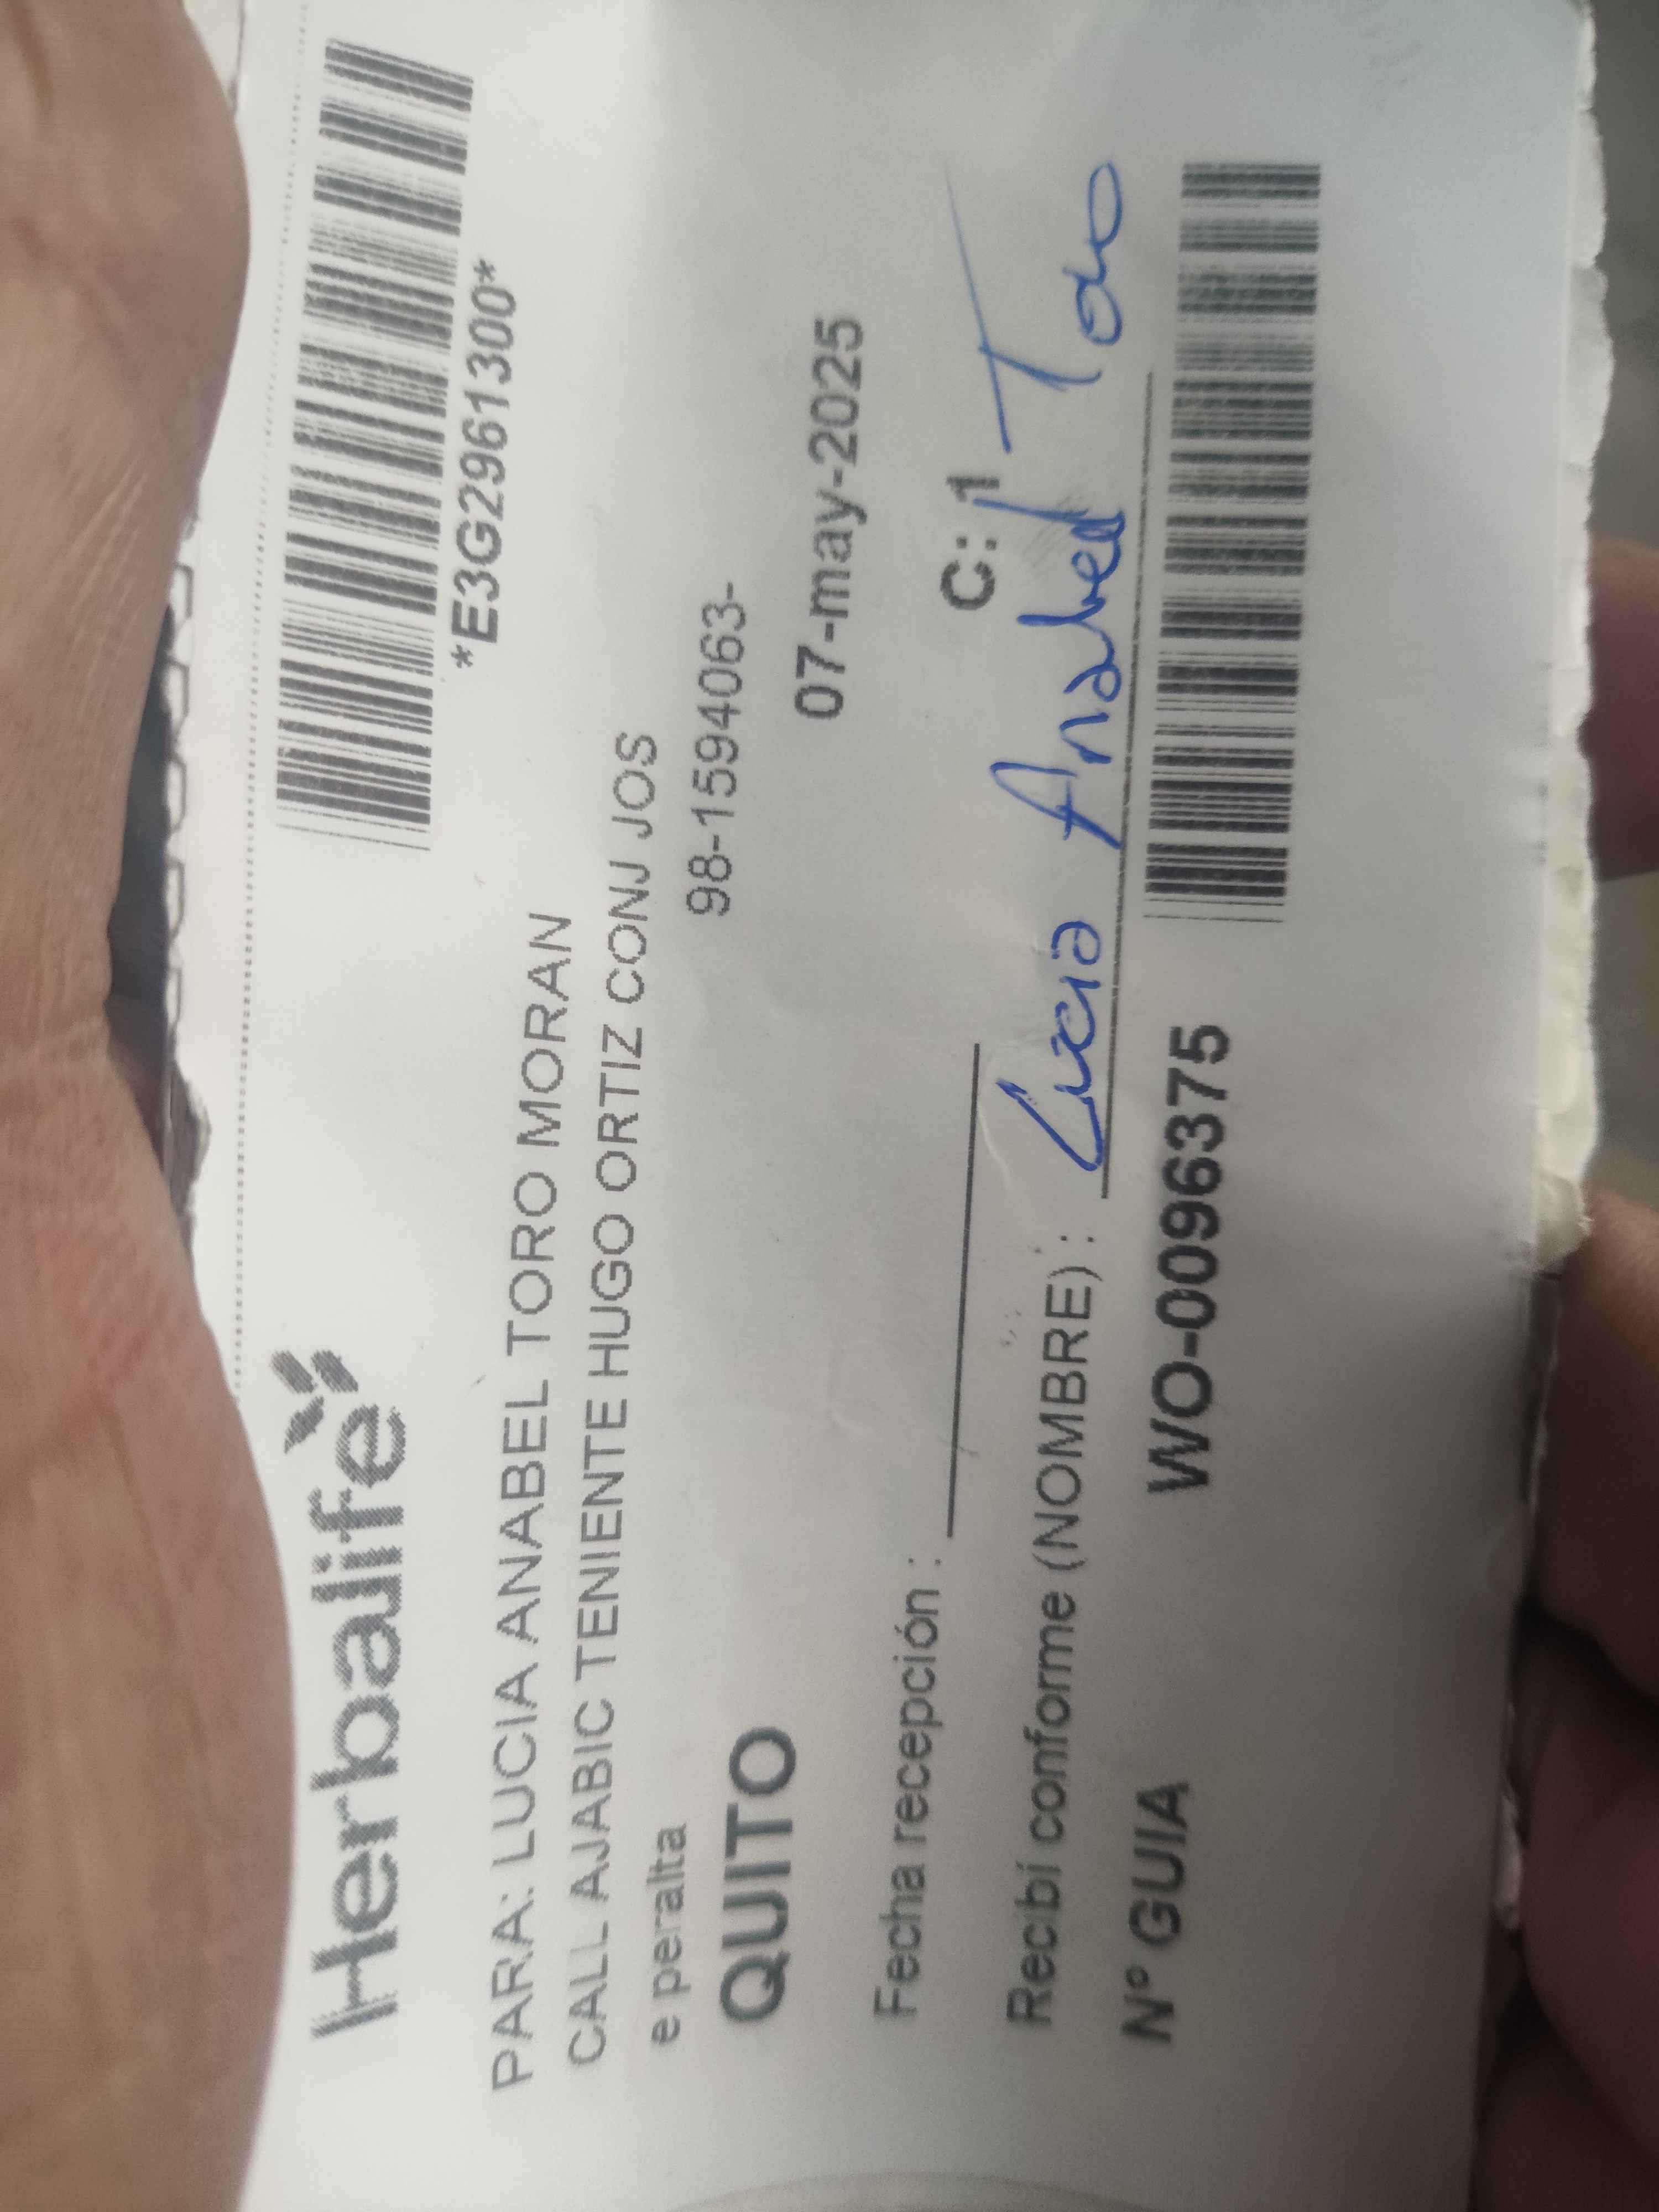 Herbalife
*E3G2961300*
PARA: LUCIA ANABEL TORO MORAN
CALL AJABIC TENIENTE HUGO ORTIZ CONJ JOS
e peralta
98-1594063-
QUITO
07-may-2025
Fecha recepción :
C:: 1
Recibí conforme (NOMBRE) : Lucia Anabel Toro
Nº GUIA WO-0096375